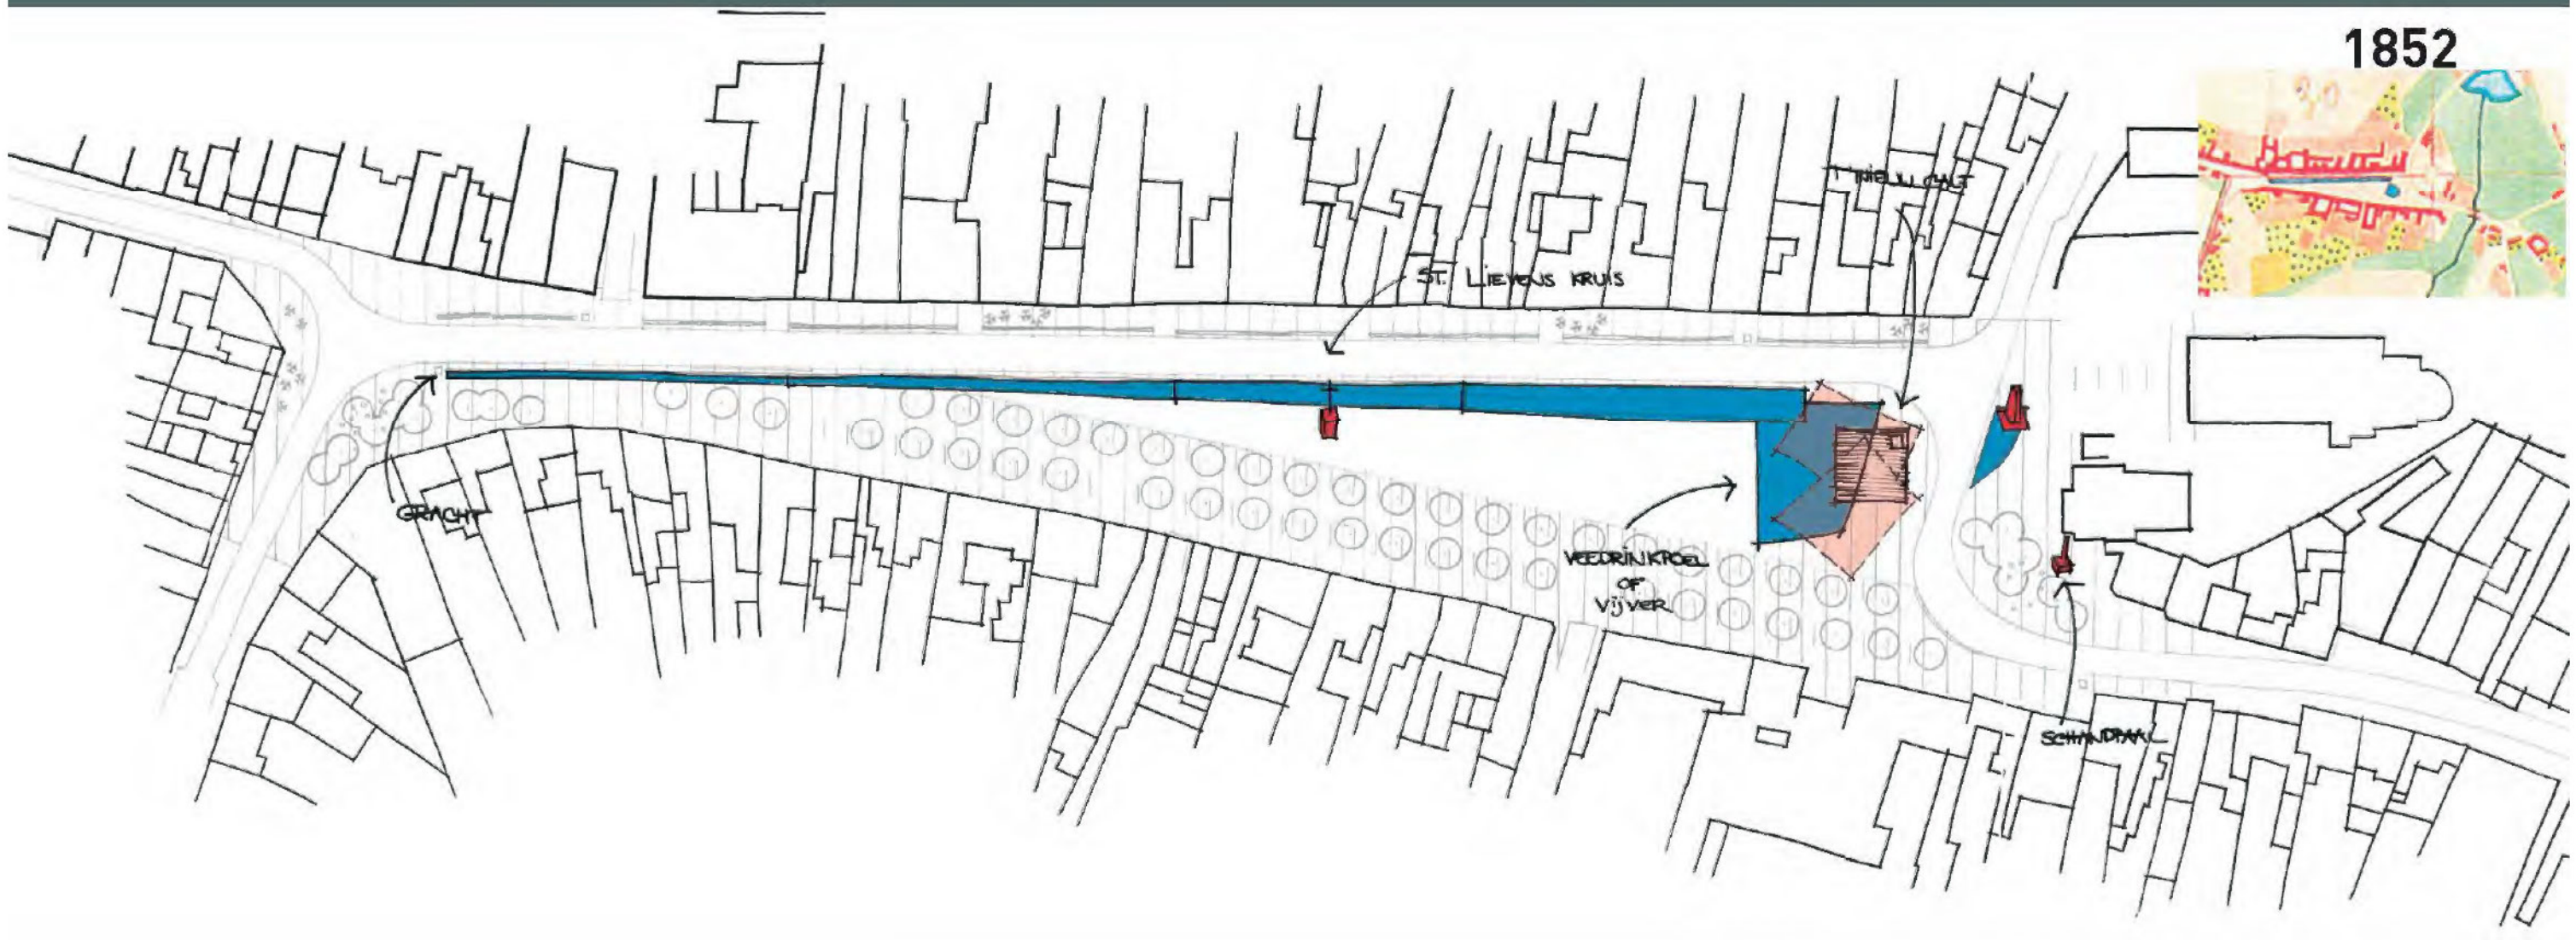 1852
ST. LIEVENS KRUIS
GRACHT
VEEDRINKPOEL
OF
VIJVER
SCHANDPAAL